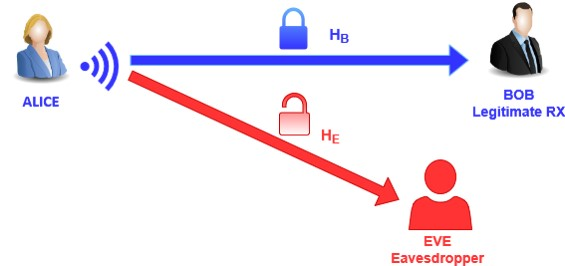 H_B
ALICE
BOB
Legitimate RX
H_E
EVE
Eavesdropper